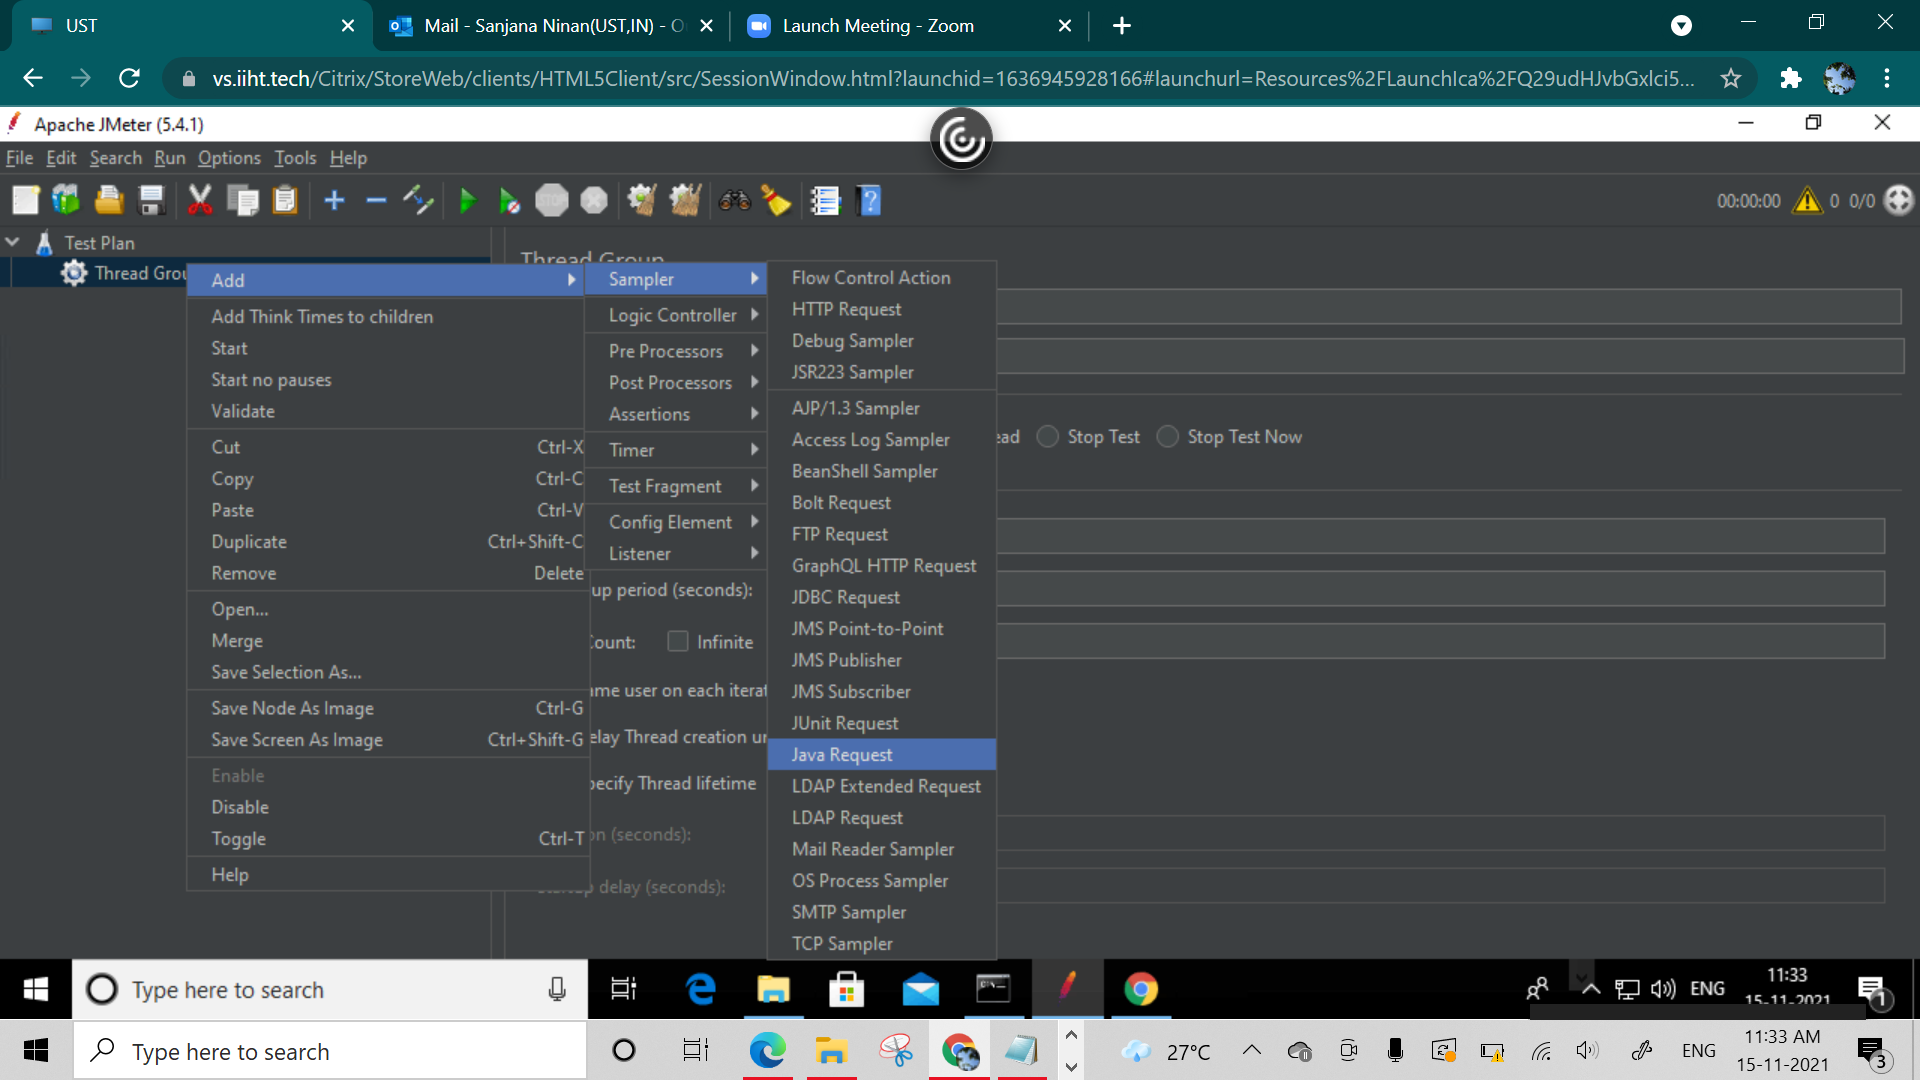 UST
Mail - Sanjana Ninan(UST,IN) - O
Launch Meeting - Zoom
vs.iiht.tech/Citrix/StoreWeb/clients/HTML5Client/src/SessionWindow.html?launchid=1636945928166#launchurl=Resources%2FLaunchIca%2FQ29udHJvbGxlci5...
Apache JMeter (5.4.1)
File Edit Search Run Options Tools Help
STOP
00:00:00 0 0/0
Test Plan
Thread Grou
Thread Group
Add
Add Think Times to children
Start
Start no pauses
Validate
Cut Ctrl-X
Copy Ctrl-C
Paste Ctrl-V
Duplicate Ctrl+Shift-C
Remove Delete
Open...
Merge
Save Selection As...
Save Node As Image Ctrl-G
Save Screen As Image Ctrl+Shift-G
Enable
Disable
Toggle Ctrl-T
Help
Sampler
Logic Controller
Pre Processors
Post Processors
Assertions
Timer
Test Fragment
Config Element
Listener
Flow Control Action
HTTP Request
Debug Sampler
JSR223 Sampler
AJP/1.3 Sampler
Access Log Sampler
BeanShell Sampler
Bolt Request
FTP Request
GraphQL HTTP Request
JDBC Request
JMS Point-to-Point
JMS Publisher
JMS Subscriber
JUnit Request
Java Request
LDAP Extended Request
LDAP Request
Mail Reader Sampler
OS Process Sampler
SMTP Sampler
TCP Sampler
ead Stop Test Stop Test Now
up period (seconds):
ount: Infinite
me user on each iterat
elay Thread creation un
pecify Thread lifetime
on (seconds):
Startup delay (seconds):
Type here to search
ENG
11:33
15-11-2021
1
Type here to search
27°C
ENG
11:33 AM
15-11-2021
3